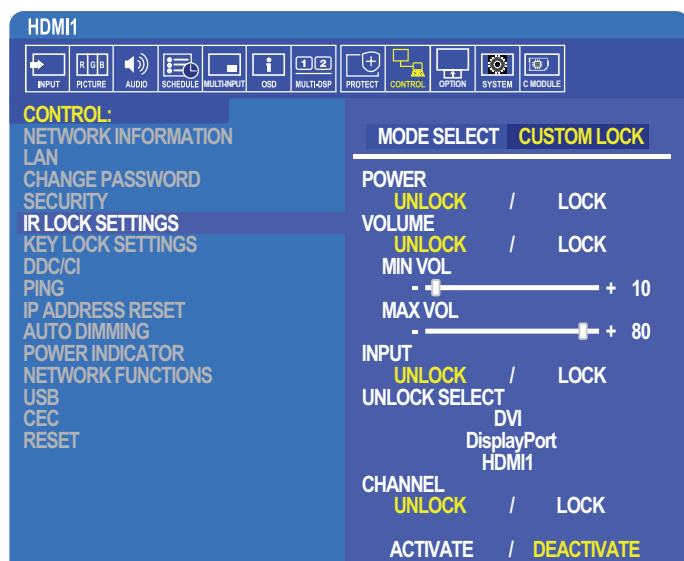 HDMI1
INPUT
R G B
PICTURE
AUDIO
SCHEDULE
MULTI-INPUT
OSD
1 2
MULTI-DSP
PROTECT
CONTROL
OPTION
SYSTEM
C MODULE
CONTROL:
NETWORK INFORMATION
LAN
CHANGE PASSWORD
SECURITY
IR LOCK SETTINGS
KEY LOCK SETTINGS
DDC/CI
PING
IP ADDRESS RESET
AUTO DIMMING
POWER INDICATOR
NETWORK FUNCTIONS
USB
CEC
RESET
MODE SELECT CUSTOM LOCK
POWER
UNLOCK / LOCK
VOLUME
UNLOCK / LOCK
MIN VOL
- + 10
MAX VOL
- + 80
INPUT
UNLOCK / LOCK
UNLOCK SELECT
DVI
DisplayPort
HDMI1
CHANNEL
UNLOCK / LOCK
ACTIVATE / DEACTIVATE